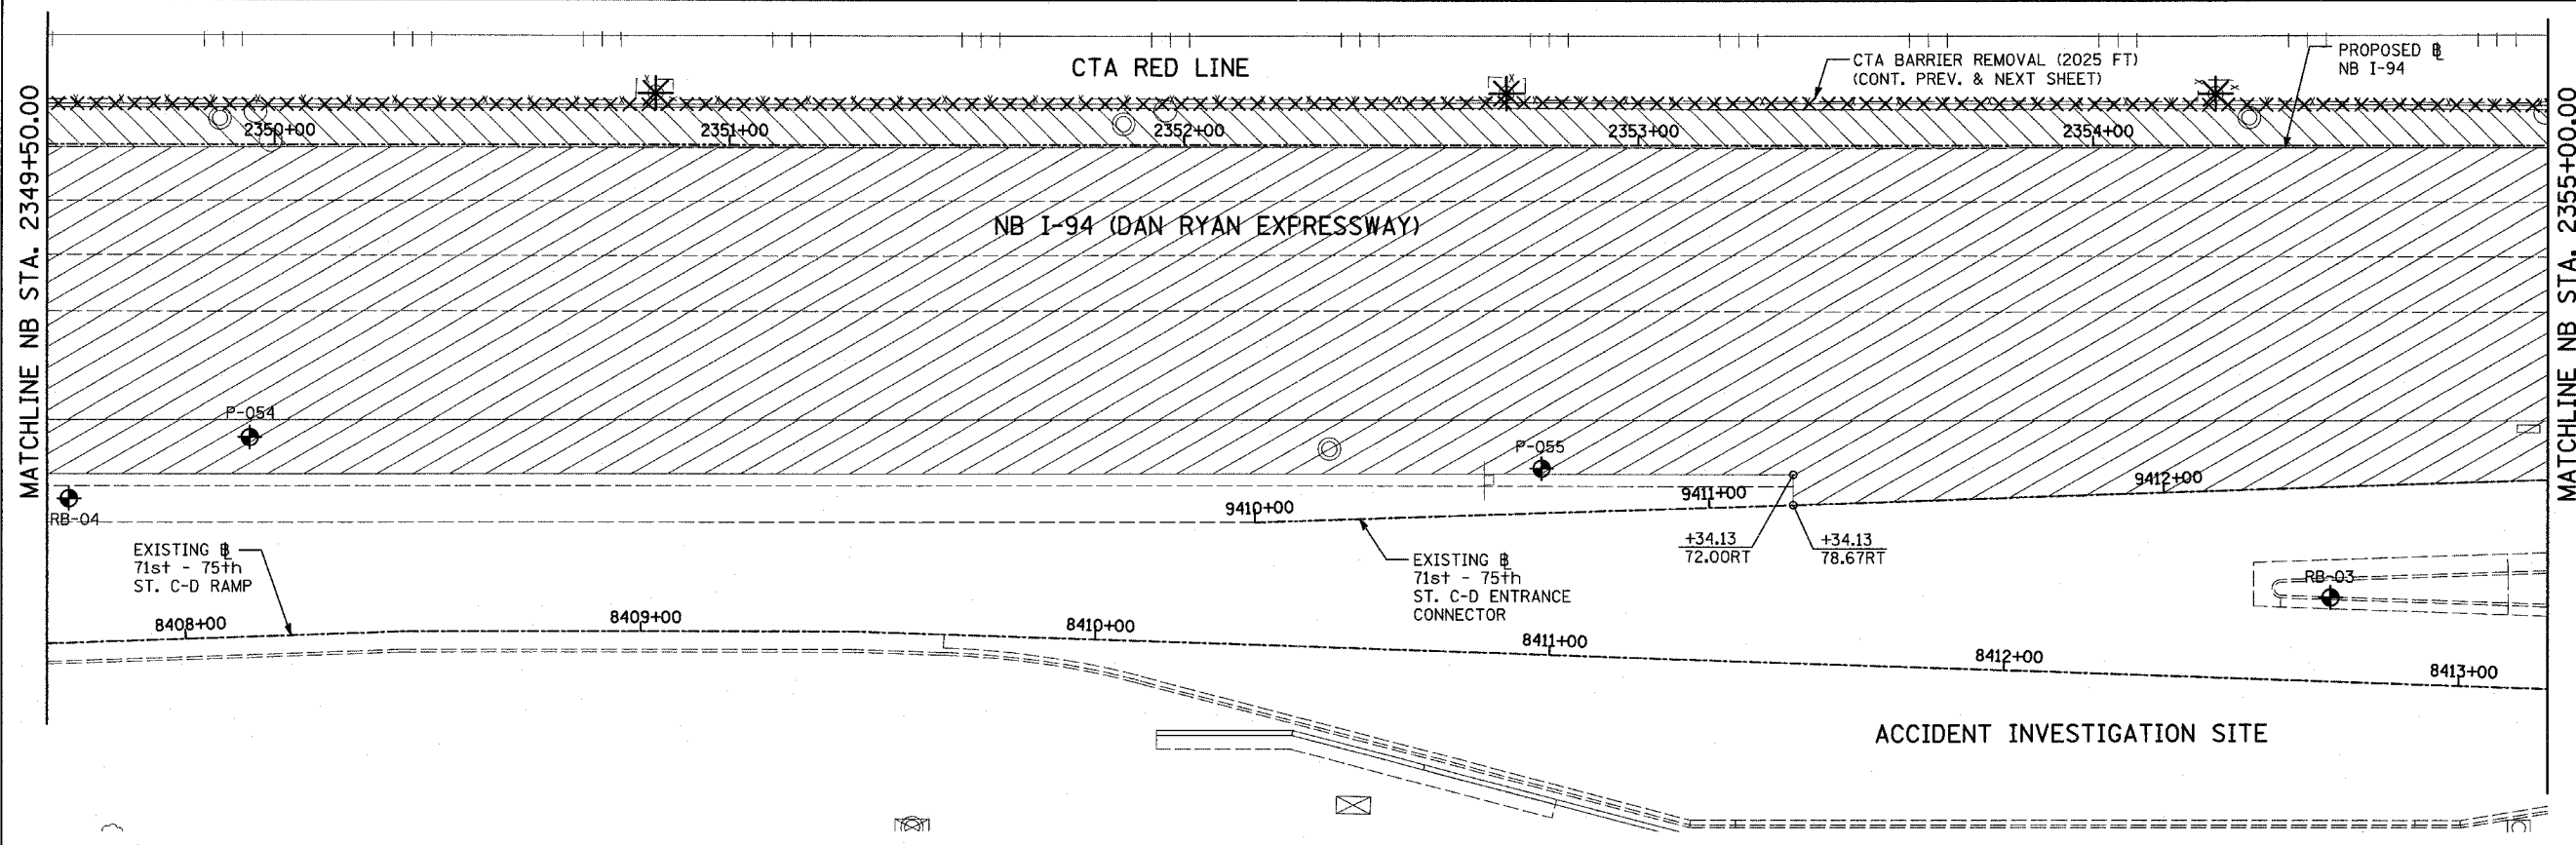 CTA RED LINE
CTA BARRIER REMOVAL (2025 FT)
(CONT. PREV. & NEXT SHEET)
PROPOSED ⅊
NB I-94
MATCHLINE NB STA. 2349+50.00
2350+00
2351+00
2352+00
2353+00
2354+00
MATCHLINE NB STA. 2355+00.00
NB I-94 (DAN RYAN EXPRESSWAY)
P-054
P-055
RB-04
9410+00
9411+00
9412+00
+34.13
72.00RT
+34.13
78.67RT
EXISTING ⅊
71st - 75th
ST. C-D RAMP
EXISTING ⅊
71st - 75th
ST. C-D ENTRANCE
CONNECTOR
RB-03
8408+00
8409+00
8410+00
8411+00
8412+00
8413+00
ACCIDENT INVESTIGATION SITE